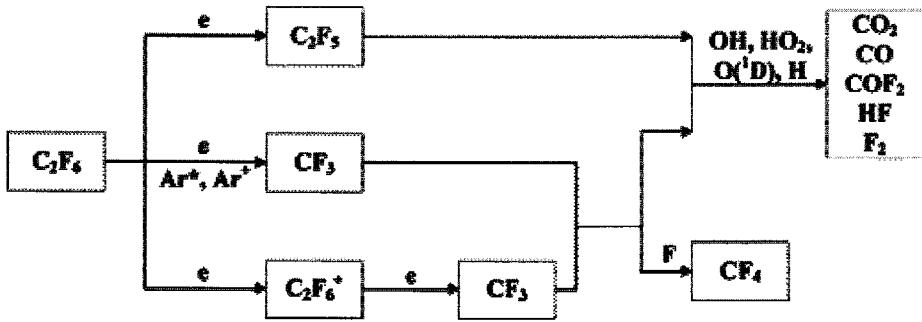 e
C₂F₅
OH, HO₂,
O(¹D), H
CO₂
CO
COF₂
HF
F₂
C₂F₆
e
Ar*, Ar⁺
CF₃
e
C₂F₆⁺
e
CF₃
F
CF₄